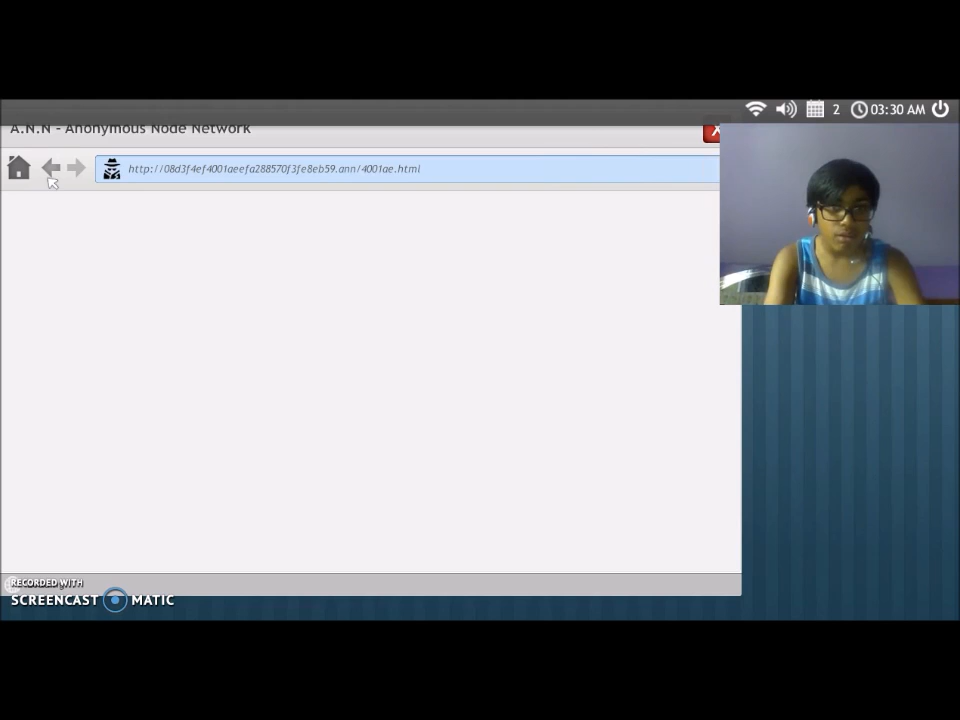 2 03:30 AM
A.N.N - Anonymous Node Network
X
http://08d3f4ef4001aeefa288570f3fe8eb59.ann/4001ae.html
RECORDED WITH
SCREENCAST MATIC